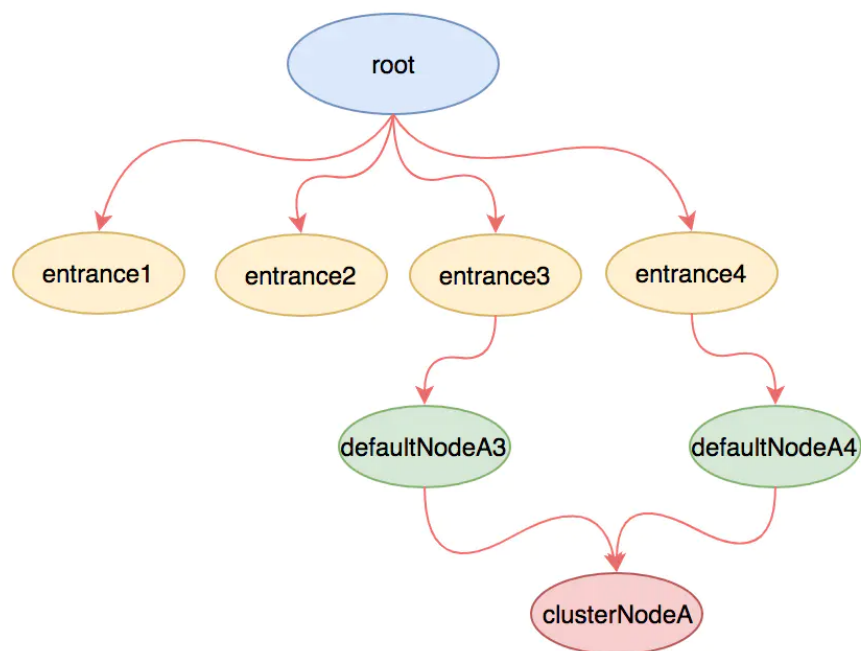 root
entrance1
entrance2
entrance3
entrance4
defaultNodeA3
defaultNodeA4
clusterNodeA